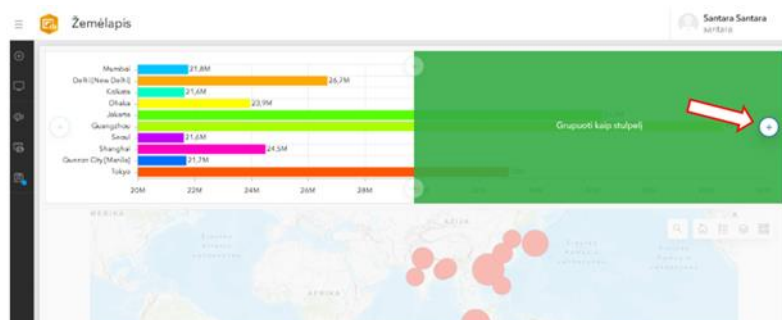 Žemėlapis
Santara Santara
santara
Mumbai
21,8M
Delhi [New Delhi]
26,7M
Kolkata
21,6M
Dhaka
23,9M
Jakarta
Guangzhou
Grupuoti kaip stulpelį
Seoul
21,6M
Shanghai
24,5M
Quezon City [Manila]
21,7M
Tokyo
20M 22M 24M 26M 28M
AZIJA
AFRIKA